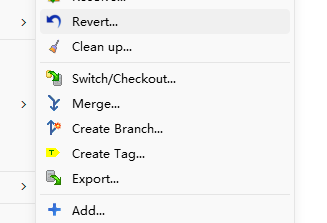 Revert...
Clean up...
Switch/Checkout...
Merge...
Create Branch...
Create Tag...
Export...
Add...